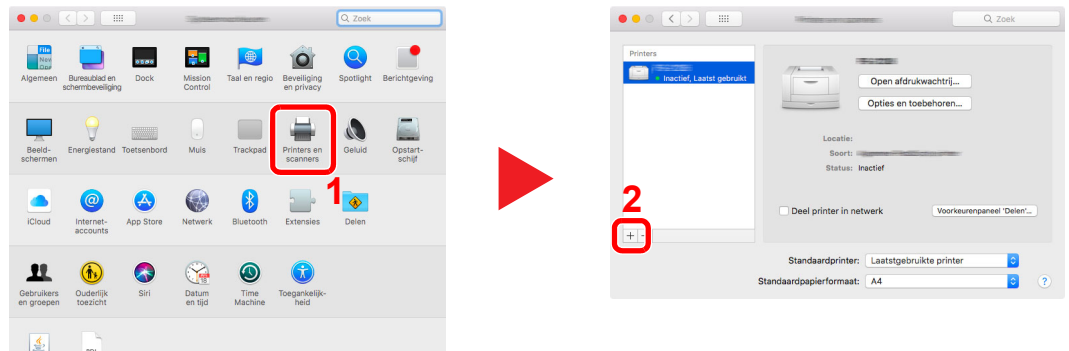 Zoek
File
Algemeen
Bureaublad en
schermbeveiliging
Dock
Mission
Control
Taal en regio
Beveiliging
en privacy
Spotlight
Berichtgeving
Beeld-
schermen
Energiestand
Toetsenbord
Muis
Trackpad
Printers en
scanners
Geluid
Opstart-
schijf
1
iCloud
Internet-
accounts
App Store
Netwerk
Bluetooth
Extensies
Delen
Gebruikers
en groepen
Ouderlijk
toezicht
Siri
18
Datum
en tijd
Time
Machine
Toegankelijk-
heid
Zoek
Printers
Inactief, Laatst gebruikt
Open afdrukwachtrij...
Opties en toebehoren...
Locatie:
Soort:
Status: Inactief
2
+ -
Deel printer in netwerk
Voorkeurenpaneel 'Delen'...
Standaardprinter: Laatstgebruikte printer
Standaardpapierformaat: A4
?